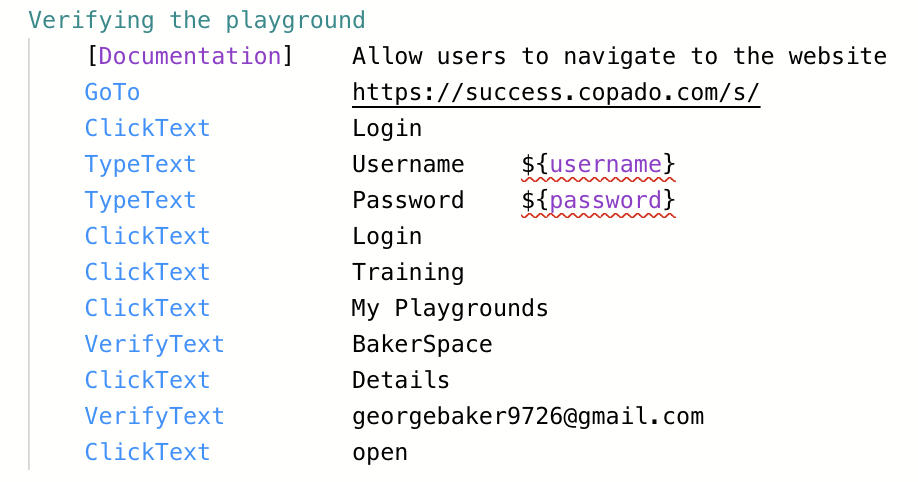 Verifying the playground
[Documentation] Allow users to navigate to the website
GoTo https://success.copado.com/s/
ClickText Login
TypeText Username ${username}
TypeText Password ${password}
ClickText Login
ClickText Training
ClickText My Playgrounds
VerifyText BakerSpace
ClickText Details
VerifyText georgebaker9726@gmail.com
ClickText open